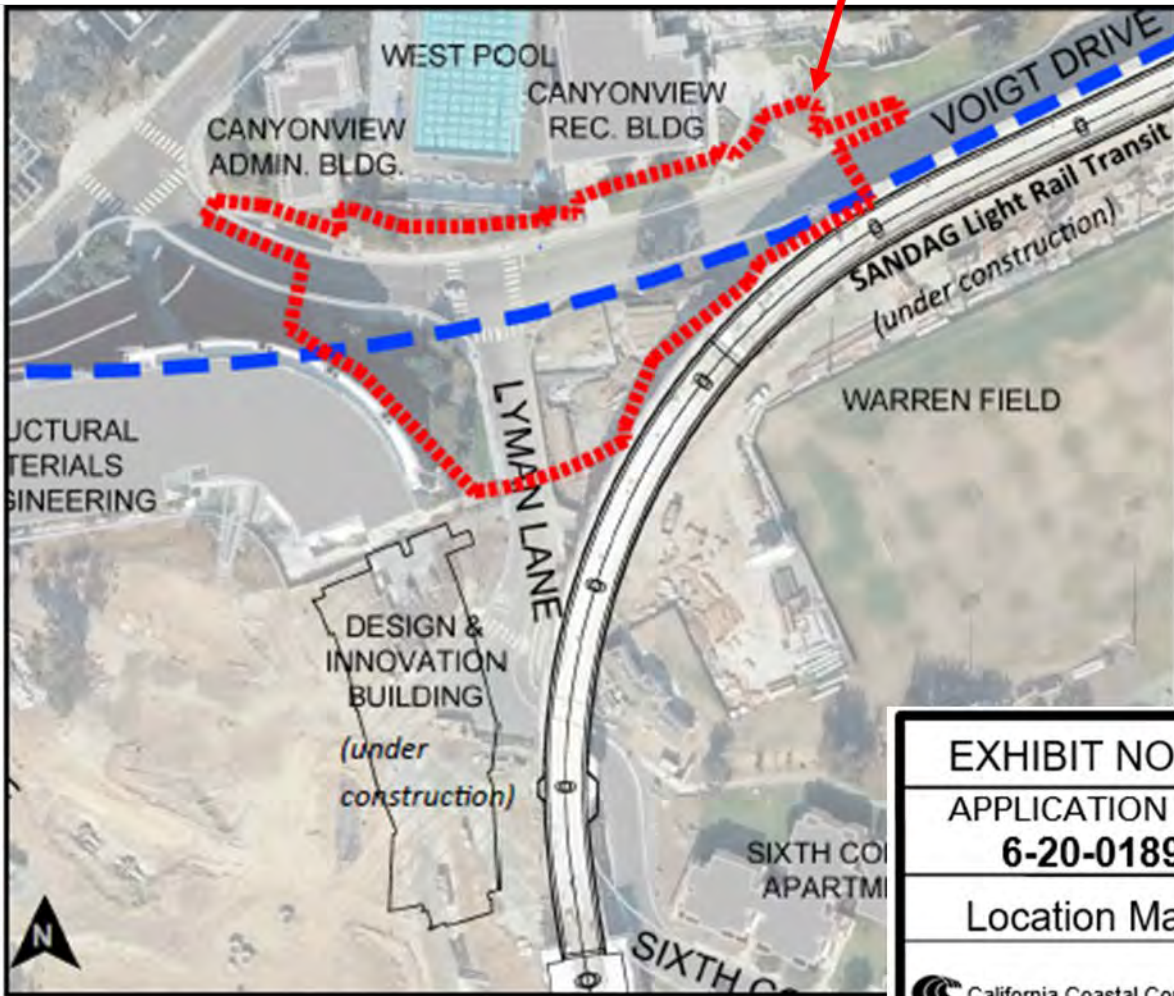 WEST POOL
CANYONVIEW
REC. BLDG
CANYONVIEW
ADMIN. BLDG.
VOIGT DRIVE
SANDAG Light Rail Transit
(under construction)
WARREN FIELD
UCTURAL
TERIALS
GINEERING
LYMAN LANE
DESIGN &
INNOVATION
BUILDING
(under
construction)
SIXTH CO
APARTM
SIXTH CO
N
EXHIBIT NO
APPLICATION
6-20-0189
Location Ma
California Coastal Co